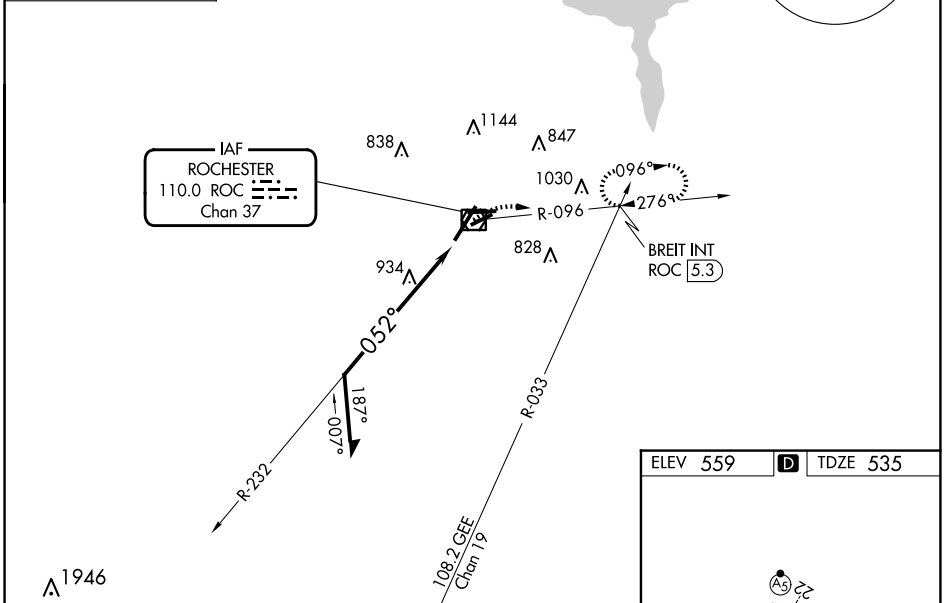 1144
838
847
IAF
ROCHESTER
110.0 ROC
Chan 37
1030
096°
276°
R-096
828
BREIT INT
ROC 5.3
934
052°
187°
007°
R-033
R-232
108.2 GEE
Chan 19
ELEV 559 D TDZE 535
1946
A5
22